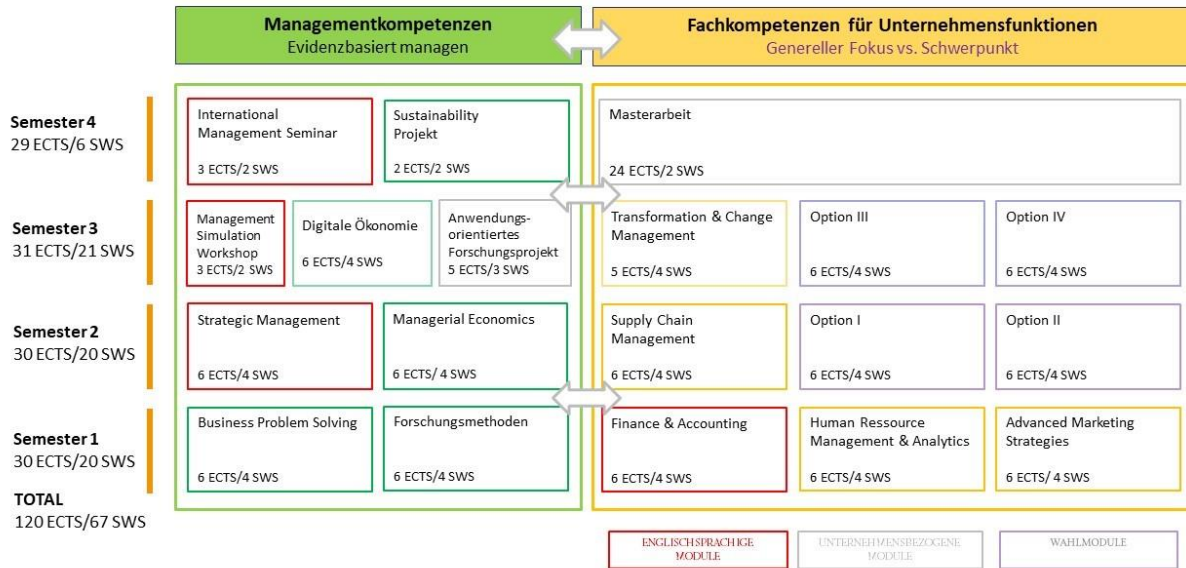 Managementkompetenzen
Evidenzbasiert managen
Fachkompetenzen für Unternehmensfunktionen
Genereller Fokus vs. Schwerpunkt
Semester 4
29 ECTS/6 SWS
International
Management Seminar
3 ECTS/2 SWS
Sustainability
Projekt
2 ECTS/2 SWS
Masterarbeit
24 ECTS/2 SWS
Semester 3
31 ECTS/21 SWS
Management
Simulation
Workshop
3 ECTS/2 SWS
Digitale Ökonomie
6 ECTS/4 SWS
Anwendungs-
orientiertes
Forschungsprojekt
5 ECTS/3 SWS
Transformation & Change
Management
5 ECTS/4 SWS
Option III
6 ECTS/4 SWS
Option IV
6 ECTS/4 SWS
Semester 2
30 ECTS/20 SWS
Strategic Management
6 ECTS/4 SWS
Managerial Economics
6 ECTS/ 4 SWS
Supply Chain
Management
6 ECTS/4 SWS
Option I
6 ECTS/4 SWS
Option II
6 ECTS/4 SWS
Semester 1
30 ECTS/20 SWS
Business Problem Solving
6 ECTS/4 SWS
Forschungsmethoden
6 ECTS/4 SWS
Finance & Accounting
6 ECTS/4 SWS
Human Ressource
Management & Analytics
6 ECTS/4 SWS
Advanced Marketing
Strategies
6 ECTS/ 4 SWS
TOTAL
120 ECTS/67 SWS
ENGLISCHSPRACHIGE
MODULE
UNTERNEHMENSBEZOGENE
MODULE
WAHLMODULE